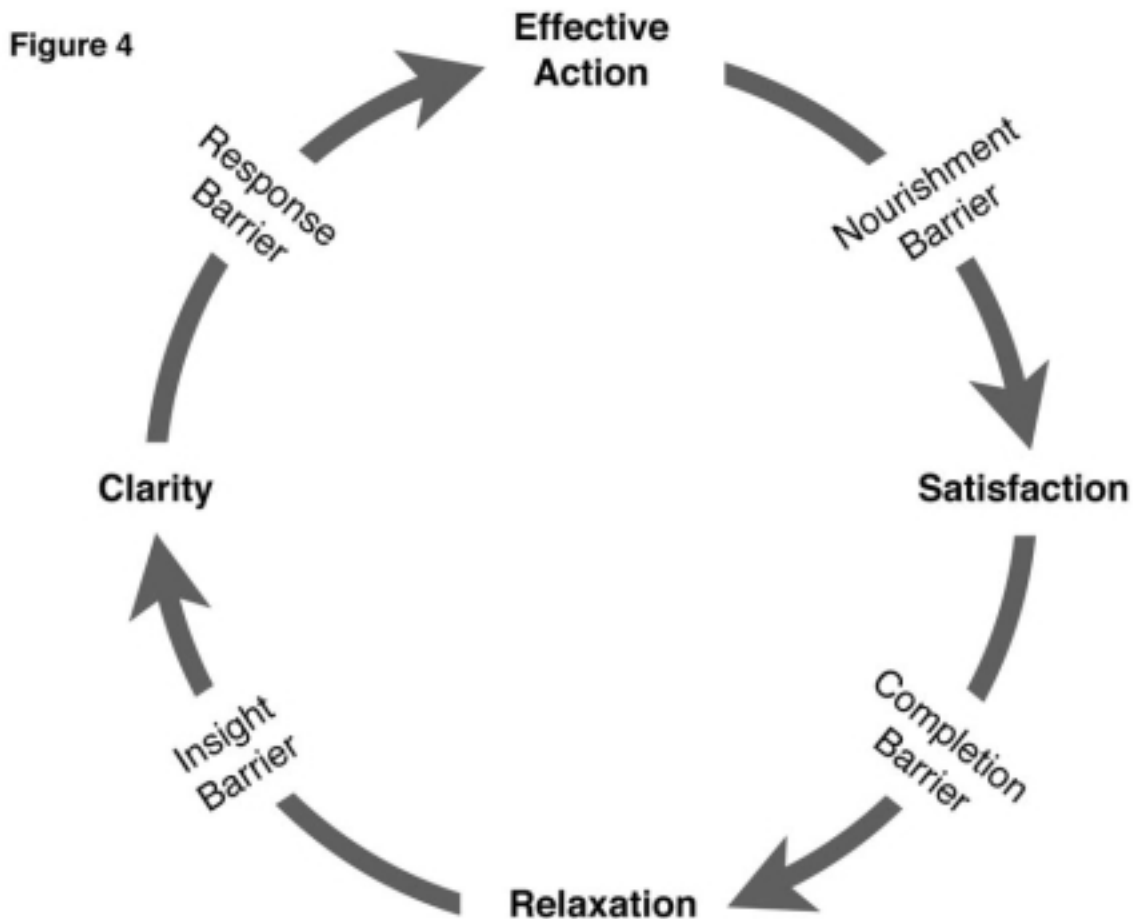 Figure 4
Effective
Action
Response
Barrier
Nourishment
Barrier
Clarity
Satisfaction
Insight
Barrier
Completion
Barrier
Relaxation